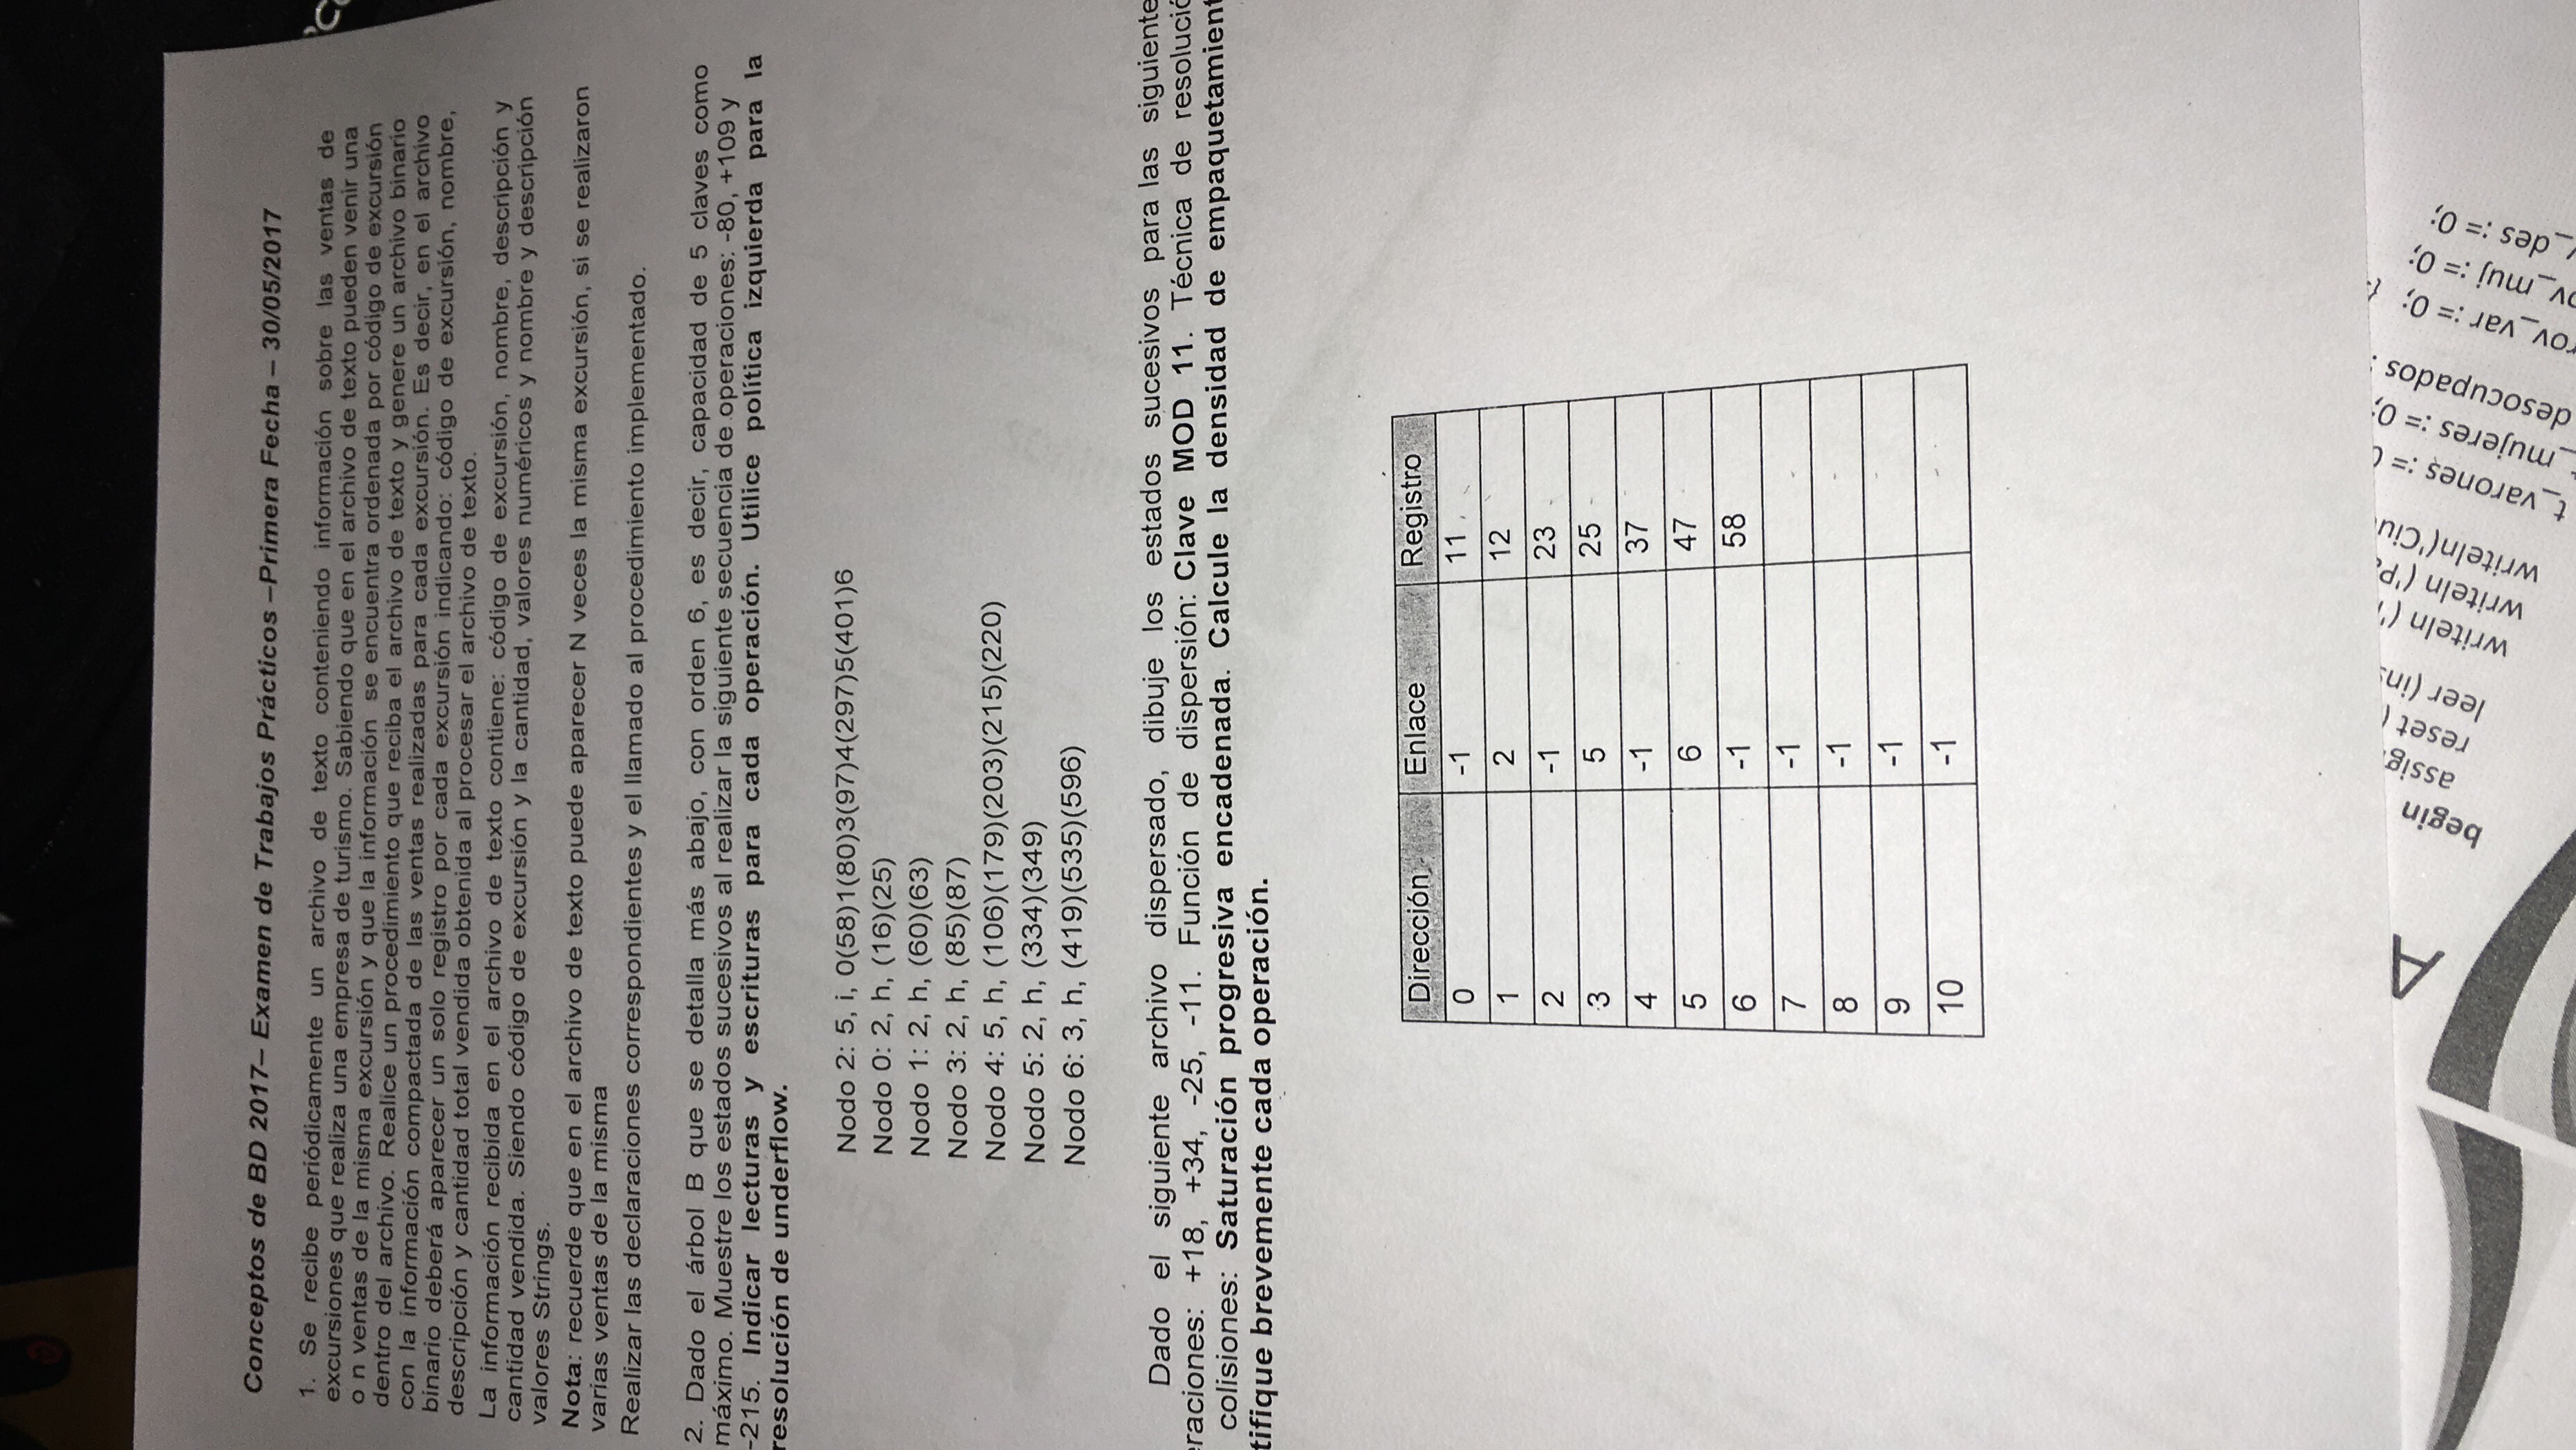 Conceptos de BD 2017– Examen de Trabajos Prácticos –Primera Fecha – 30/05/2017
1. Se recibe periódicamente un archivo de texto conteniendo información sobre las ventas de
excursiones que realiza una empresa de turismo. Sabiendo que en el archivo de texto pueden venir una
o n ventas de la misma excursión y que la información se encuentra ordenada por código de excursión
dentro del archivo. Realice un procedimiento que reciba el archivo de texto y genere un archivo binario
con la información compactada de las ventas realizadas para cada excursión. Es decir, en el archivo
binario deberá aparecer un solo registro por cada excursión indicando: código de excursión, nombre,
descripción y cantidad total vendida obtenida al procesar el archivo de texto.
La información recibida en el archivo de texto contiene: código de excursión, nombre, descripción y
cantidad vendida. Siendo código de excursión y la cantidad, valores numéricos y nombre y descripción
valores Strings.
Nota: recuerde que en el archivo de texto puede aparecer N veces la misma excursión, si se realizaron
varias ventas de la misma
Realizar las declaraciones correspondientes y el llamado al procedimiento implementado.
2. Dado el árbol B que se detalla más abajo, con orden 6, es decir, capacidad de 5 claves como
máximo. Muestre los estados sucesivos al realizar la siguiente secuencia de operaciones: -80, +109 y
-215. Indicar lecturas y escrituras para cada operación. Utilice política izquierda para la
resolución de underflow.
Nodo 2: 5, i, 0(58)1(80)3(97)4(297)5(401)6
Nodo 0: 2, h, (16)(25)
Nodo 1: 2, h, (60)(63)
Nodo 3: 2, h, (85)(87)
Nodo 4: 5, h, (106)(179)(203)(215)(220)
Nodo 5: 2, h, (334)(349)
Nodo 6: 3, h, (419)(535)(596)
Dado el siguiente archivo dispersado, dibuje los estados sucesivos para las siguiente
eraciones: +18, +34, -25, -11. Función de dispersión: Clave MOD 11. Técnica de resolució
colisiones: Saturación progresiva encadenada. Calcule la densidad de empaquetamient
tifique brevemente cada operación.
Dirección Enlace Registro
0 -1 11
1 2 12
2 -1 23
3 5 25
4 -1 37
5 6 47
6 -1 58
7 -1
8 -1
9 -1
10 -1
A
begin
assig
reset (
leer (in
writeln ('
writeln ('P
writeln('Ciu
t_varones := 0
_mujeres := 0;
desocupados :
rov_var := 0; {
ov_muj := 0;
_des := 0;